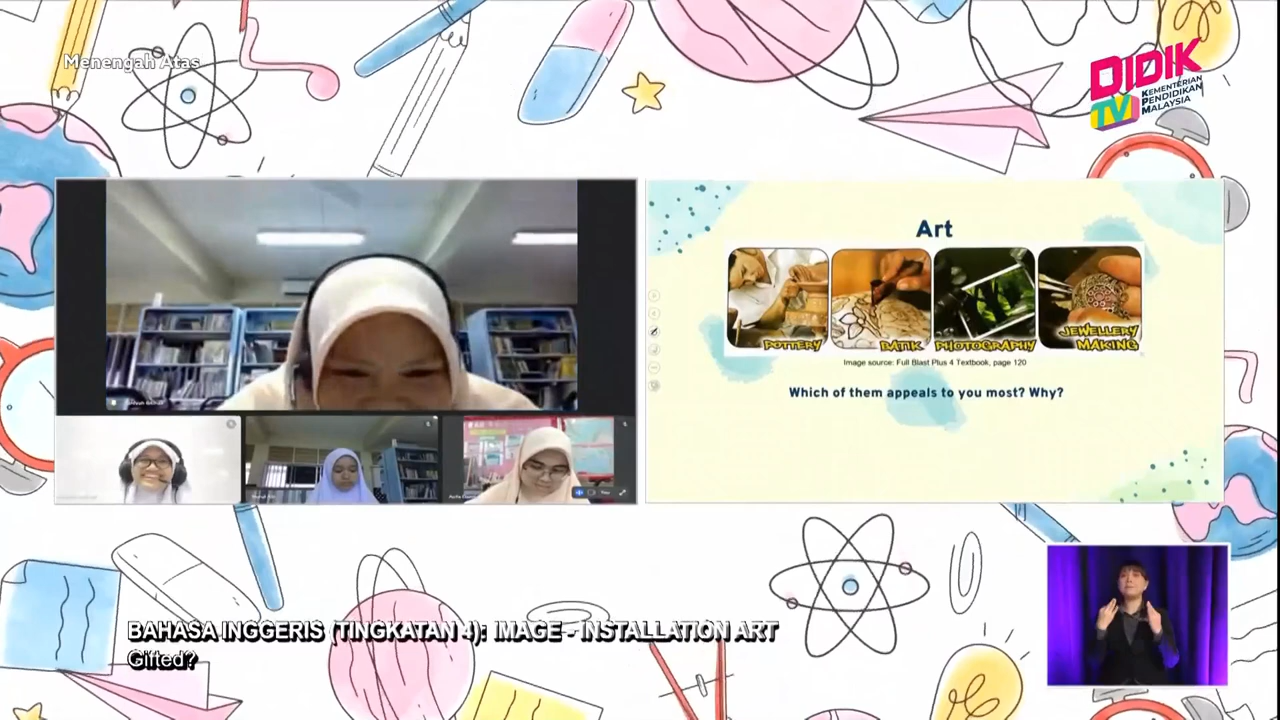 Menengah Atas
DIDIK
TV
KEMENTERIAN
PENDIDIKAN
MALAYSIA
Art
POTTERY
BATIK
PHOTOGRAPHY
JEWELLERY
MAKING
Image source: Full Blast Plus 4 Textbook, page 120
Which of them appeals to you most? Why?
BAHASA INGGERIS (TINGKATAN 4): IMAGE - INSTALLATION ART
Gifted?